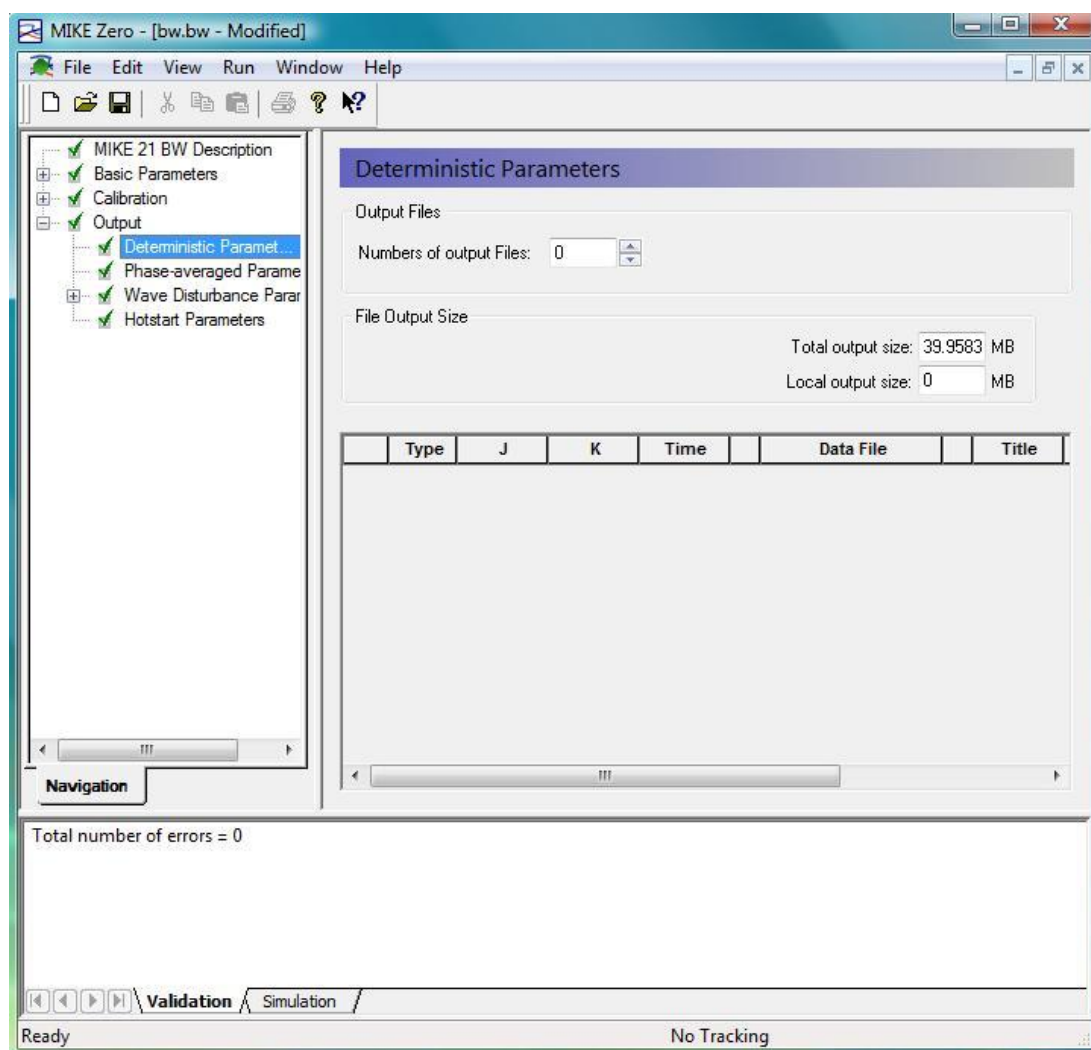 MIKE Zero - [bw.bw - Modified]
File Edit View Run Window Help
MIKE 21 BW Description
Basic Parameters
Calibration
Output
Deterministic Paramet...
Phase-averaged Parame
Wave Disturbance Parar
Hotstart Parameters
Navigation
Deterministic Parameters
Output Files
Numbers of output Files: 0
File Output Size
Total output size: 39.9583 MB
Local output size: 0 MB
Type J K Time Data File Title
Total number of errors = 0
Validation Simulation
Ready No Tracking